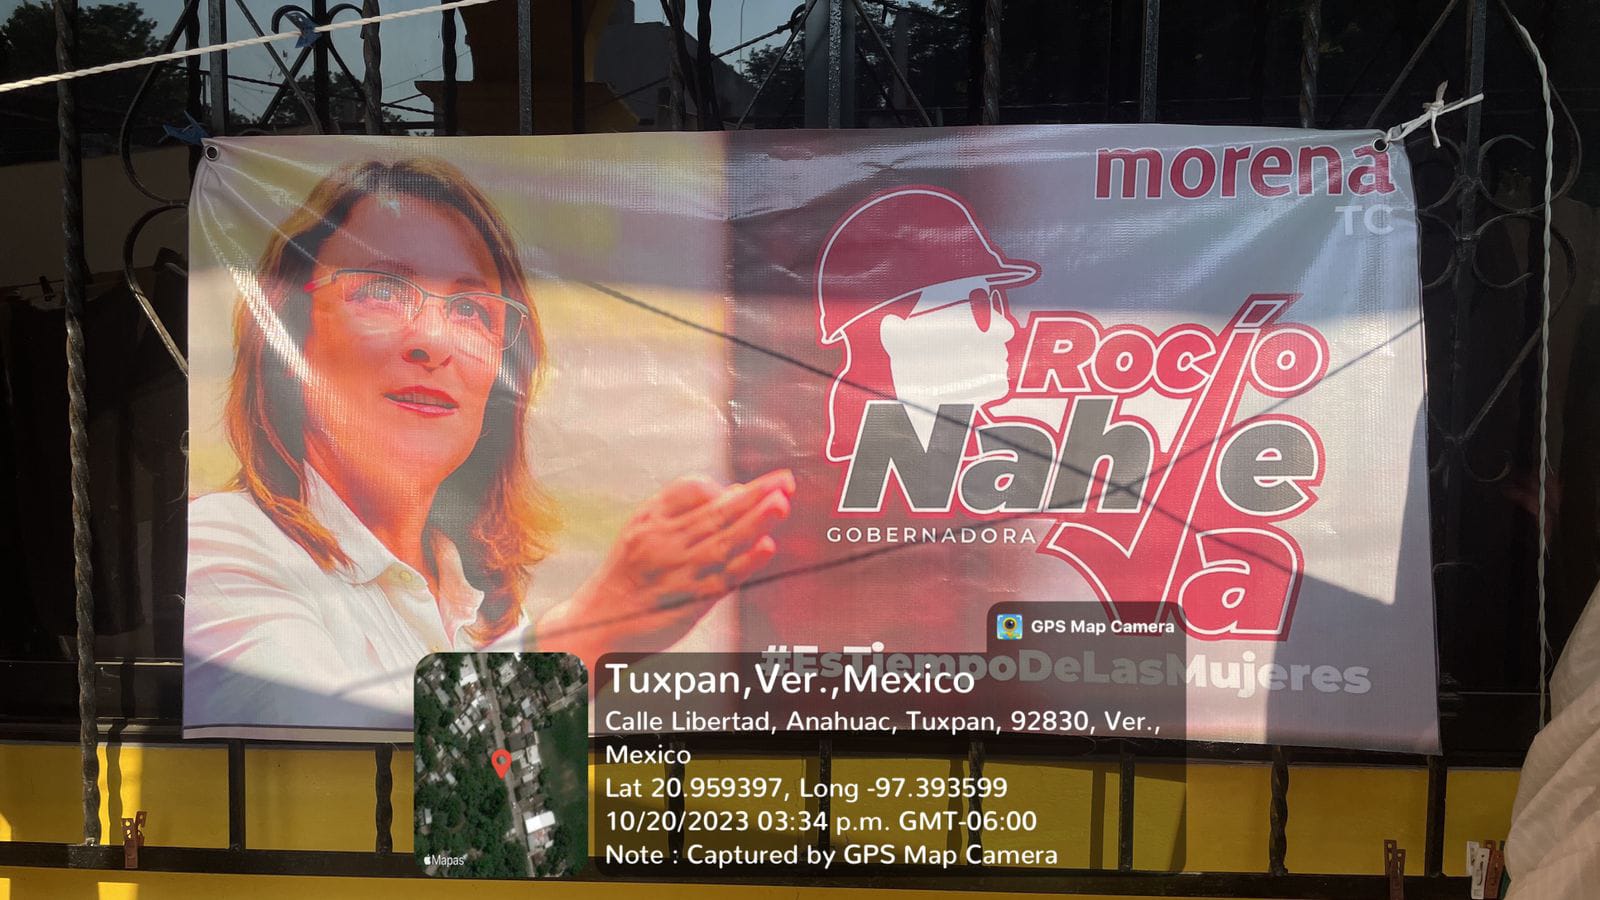 morena
TC
Rocío
Nahle
GOBERNADORA
Ya
#EsTiempoDeLasMujeres
GPS Map Camera
Tuxpan,Ver.,Mexico
Calle Libertad, Anahuac, Tuxpan, 92830, Ver.,
Mexico
Lat 20.959397, Long -97.393599
10/20/2023 03:34 p.m. GMT-06:00
Note : Captured by GPS Map Camera
Mapas